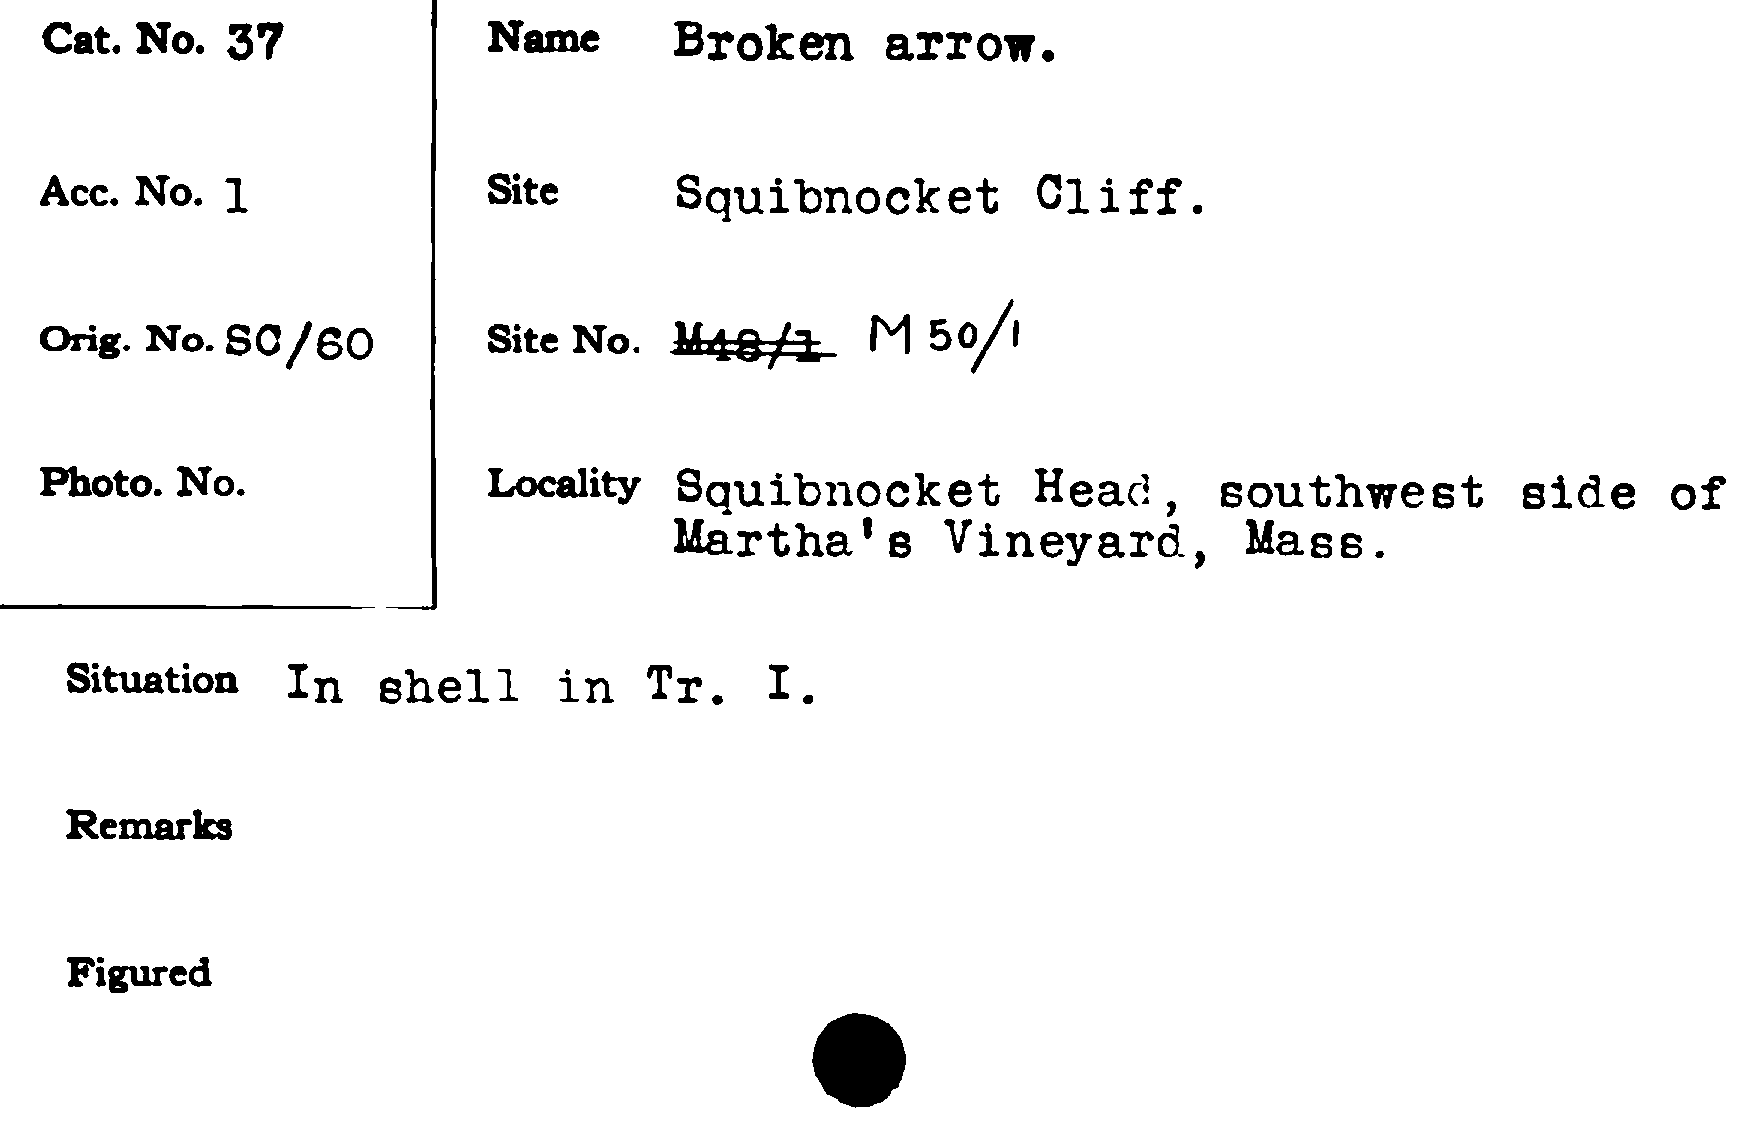 Cat. No. 37
Name Broken arrow.
Acc. No. 1
Site Squibnocket Cliff.
Orig. No. SC/60
Site No. M48/1 M 50/1
Photo. No.
Locality Squibnocket Head, southwest side of
Martha's Vineyard, Mass.
Situation In shell in Tr. I.
Remarks
Figured